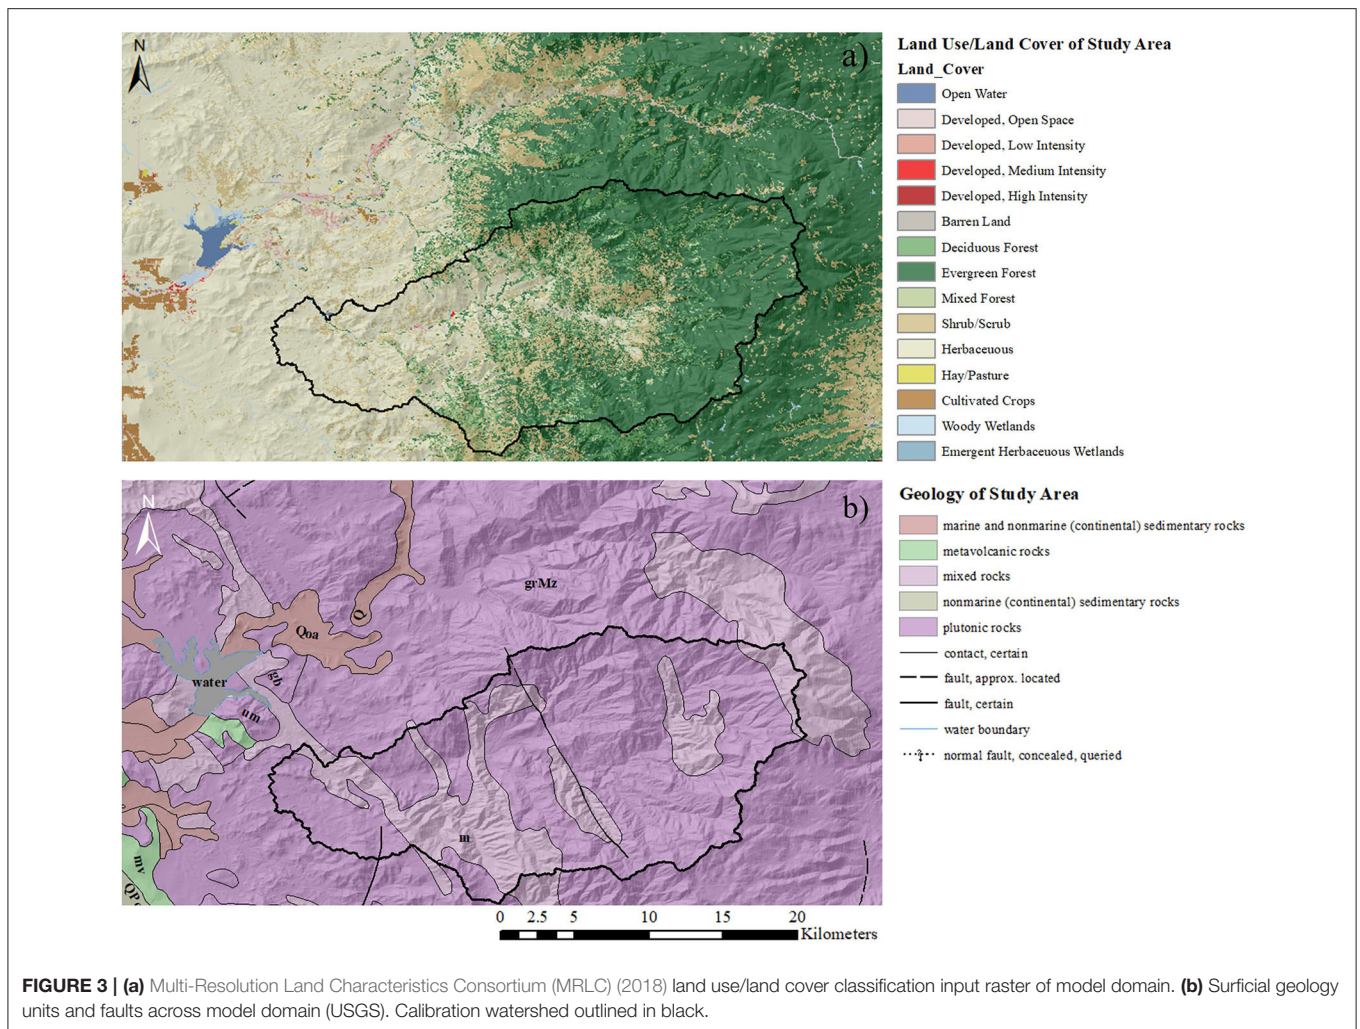 N
a)
Land Use/Land Cover of Study Area
Land_Cover
Open Water
Developed, Open Space
Developed, Low Intensity
Developed, Medium Intensity
Developed, High Intensity
Barren Land
Deciduous Forest
Evergreen Forest
Mixed Forest
Shrub/Scrub
Herbaceuous
Hay/Pasture
Cultivated Crops
Woody Wetlands
Emergent Herbaceuous Wetlands
N
b)
grMz
Q
Qoa
water
gb
um
m
mv
Geology of Study Area
marine and nonmarine (continental) sedimentary rocks
metavolcanic rocks
mixed rocks
nonmarine (continental) sedimentary rocks
plutonic rocks
contact, certain
fault, approx. located
fault, certain
water boundary
normal fault, concealed, queried
0 2.5 5 10 15 20
Kilometers
FIGURE 3 | (a) Multi-Resolution Land Characteristics Consortium (MRLC) (2018) land use/land cover classification input raster of model domain. (b) Surficial geology
units and faults across model domain (USGS). Calibration watershed outlined in black.